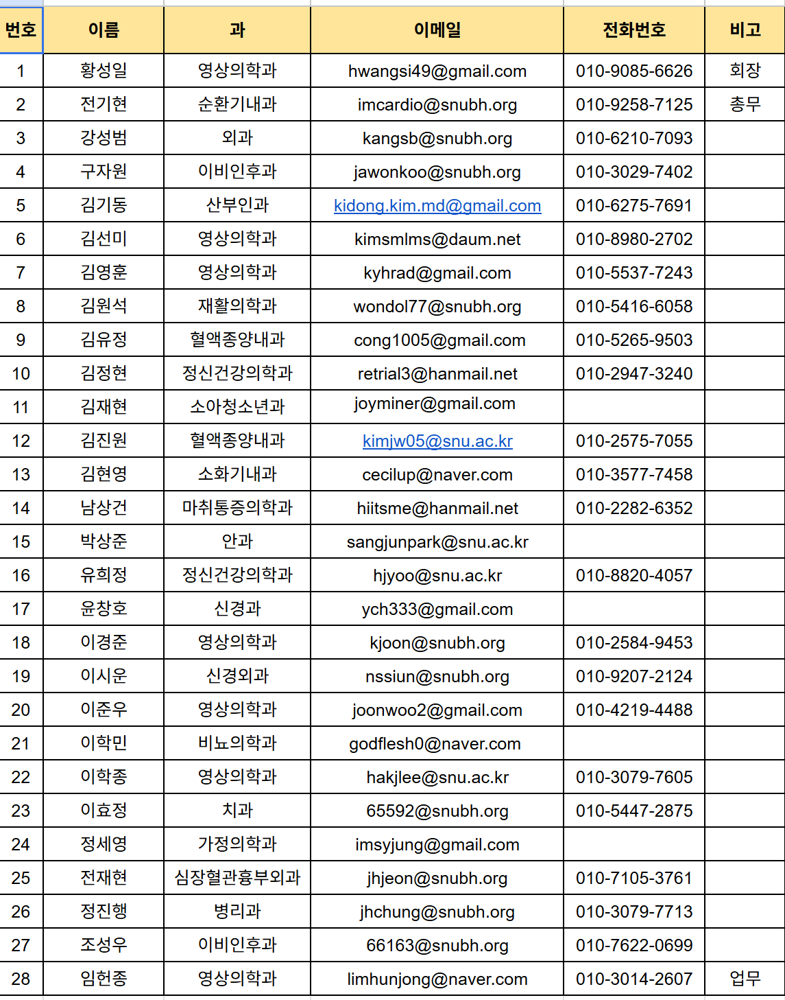 번호 이름 과 이메일 전화번호 비고
1 황성일 영상의학과 hwangsi49@gmail.com 010-9085-6626 회장
2 전기현 순환기내과 imcardio@snubh.org 010-9258-7125 총무
3 강성범 외과 kangsb@snubh.org 010-6210-7093
4 구자원 이비인후과 jawonkoo@snubh.org 010-3029-7402
5 김기동 산부인과 kidong.kim.md@gmail.com 010-6275-7691
6 김선미 영상의학과 kimsmlms@daum.net 010-8980-2702
7 김영훈 영상의학과 kyhrad@gmail.com 010-5537-7243
8 김원석 재활의학과 wondol77@snubh.org 010-5416-6058
9 김유정 혈액종양내과 cong1005@gmail.com 010-5265-9503
10 김정현 정신건강의학과 retrial3@hanmail.net 010-2947-3240
11 김재현 소아청소년과 joyminer@gmail.com
12 김진원 혈액종양내과 kimjw05@snu.ac.kr 010-2575-7055
13 김현영 소화기내과 cecilup@naver.com 010-3577-7458
14 남상건 마취통증의학과 hiitsme@hanmail.net 010-2282-6352
15 박상준 안과 sangjunpark@snu.ac.kr
16 유희정 정신건강의학과 hjyoo@snu.ac.kr 010-8820-4057
17 윤창호 신경과 ych333@gmail.com
18 이경준 영상의학과 kjoon@snubh.org 010-2584-9453
19 이시운 신경외과 nssiun@snubh.org 010-9207-2124
20 이준우 영상의학과 joonwoo2@gmail.com 010-4219-4488
21 이학민 비뇨의학과 godflesh0@naver.com
22 이학종 영상의학과 hakjlee@snu.ac.kr 010-3079-7605
23 이효정 치과 65592@snubh.org 010-5447-2875
24 정세영 가정의학과 imsyjung@gmail.com
25 전재현 심장혈관흉부외과 jhjeon@snubh.org 010-7105-3761
26 정진행 병리과 jhchung@snubh.org 010-3079-7713
27 조성우 이비인후과 66163@snubh.org 010-7622-0699
28 임헌종 영상의학과 limhunjong@naver.com 010-3014-2607 업무